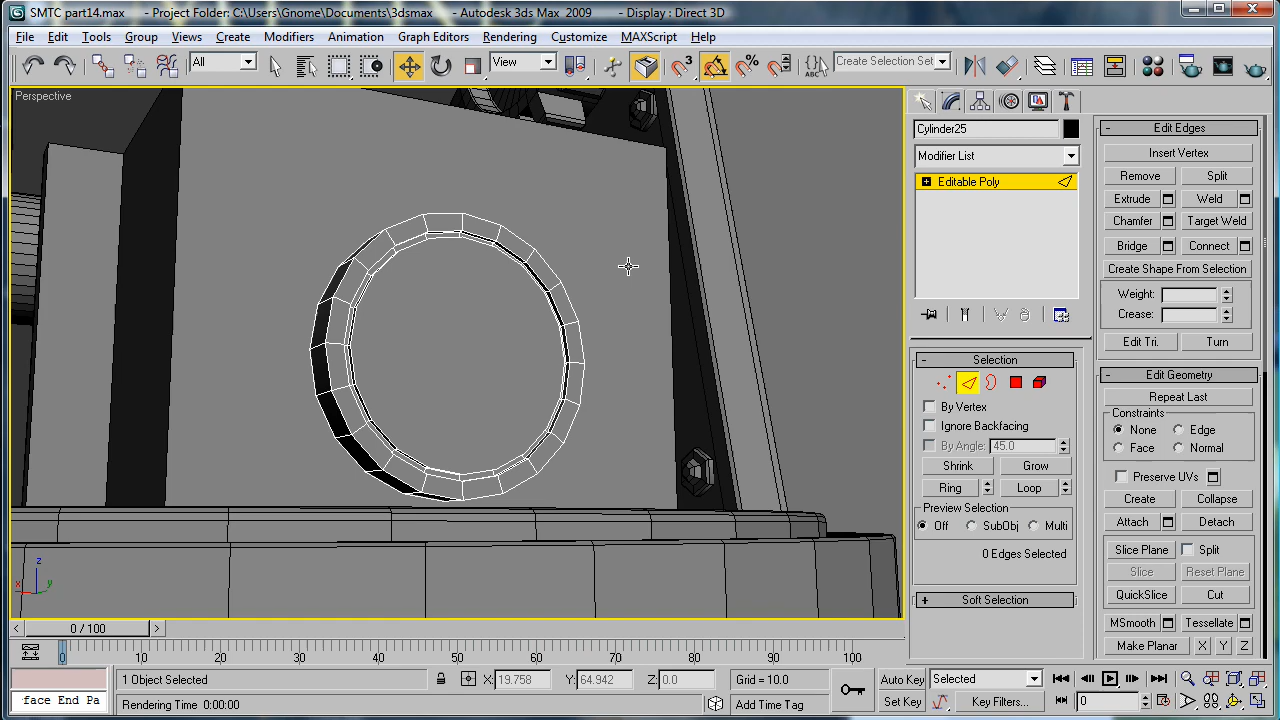 SMTC part14.max - Project Folder: C:\Users\Gnome\Documents\3dsmax - Autodesk 3ds Max 2009 - Display : Direct 3D
File Edit Tools Group Views Create Modifiers Animation Graph Editors Rendering Customize MAXScript Help
All View 3 ABC Create Selection Set
Perspective
Cylinder25
Modifier List
Editable Poly
Selection
By Vertex
Ignore Backfacing
By Angle: 45.0
Shrink Grow
Ring Loop
Preview Selection
Off SubObj Multi
0 Edges Selected
Soft Selection
Edit Edges
Insert Vertex
Remove Split
Extrude Weld
Chamfer Target Weld
Bridge Connect
Create Shape From Selection
Weight:
Crease:
Edit Tri. Turn
Edit Geometry
Repeat Last
Constraints
None Edge
Face Normal
Preserve UVs
Create Collapse
Attach Detach
Slice Plane Split
Slice Reset Plane
QuickSlice Cut
MSmooth Tessellate
Make Planar X Y Z
z
x y
0 / 100
0 10 20 30 40 50 60 70 80 90 100
1 Object Selected X: 19.758 Y: 64.942 Z: 0.0 Grid = 10.0 Auto Key Selected
face End Pa Rendering Time 0:00:00 Add Time Tag Set Key Key Filters... 0